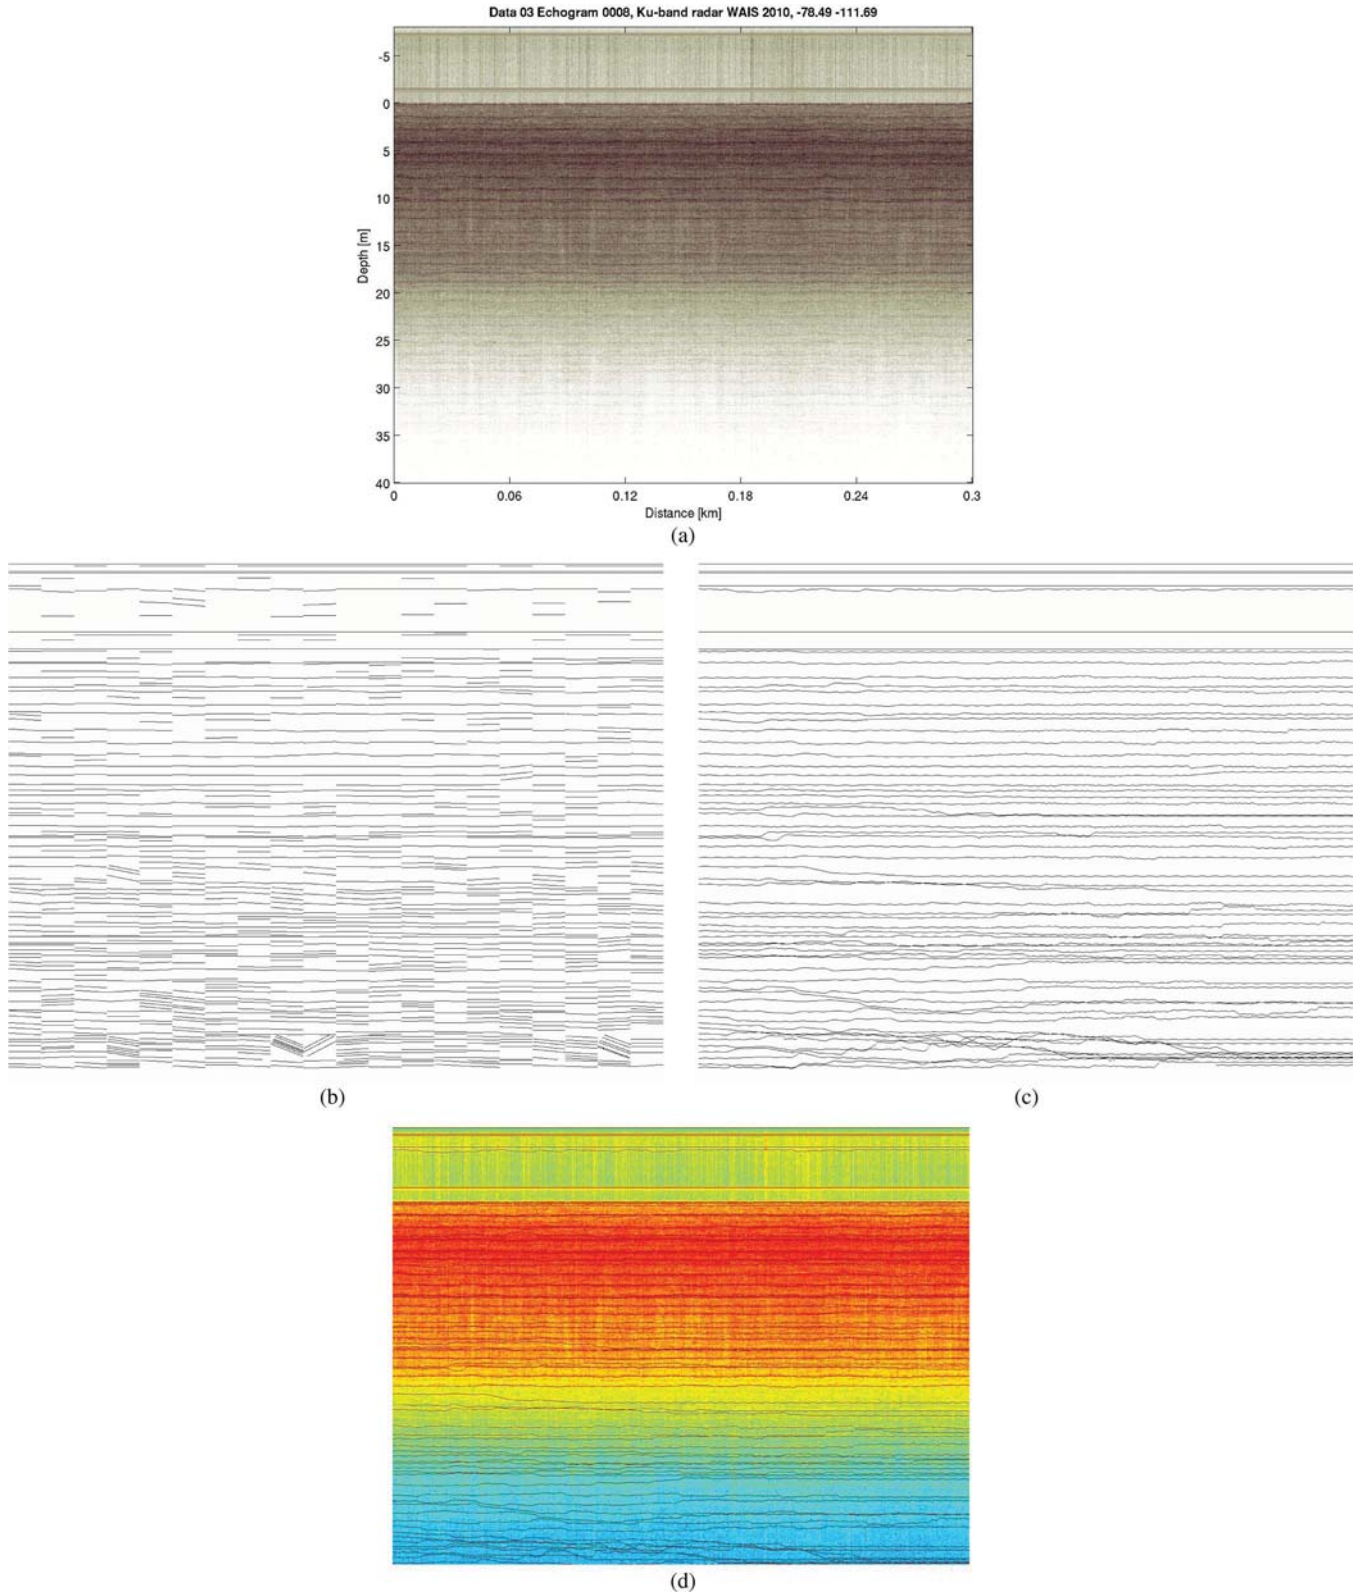 Data 03 Echogram 0008, Ku-band radar WAIS 2010, -78.49 -111.69
-5
0
5
10
15
20
25
30
35
40
Depth [m]
0 0.06 0.12 0.18 0.24 0.3
Distance [km]
(a)
(b) (c)
(d)